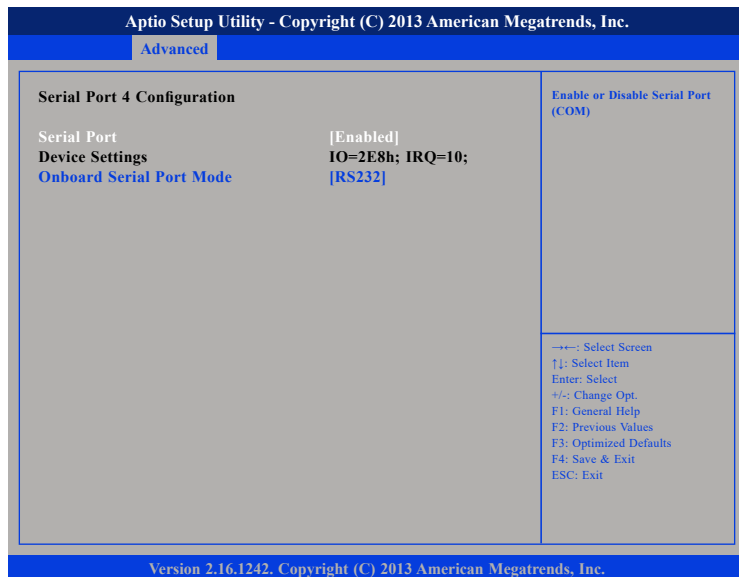 Aptio Setup Utility - Copyright (C) 2013 American Megatrends, Inc.
Advanced
Serial Port 4 Configuration
Serial Port [Enabled]
Device Settings IO=2E8h; IRQ=10;
Onboard Serial Port Mode [RS232]
Enable or Disable Serial Port
(COM)
→←: Select Screen
↑↓: Select Item
Enter: Select
+/-: Change Opt.
F1: General Help
F2: Previous Values
F3: Optimized Defaults
F4: Save & Exit
ESC: Exit
Version 2.16.1242. Copyright (C) 2013 American Megatrends, Inc.